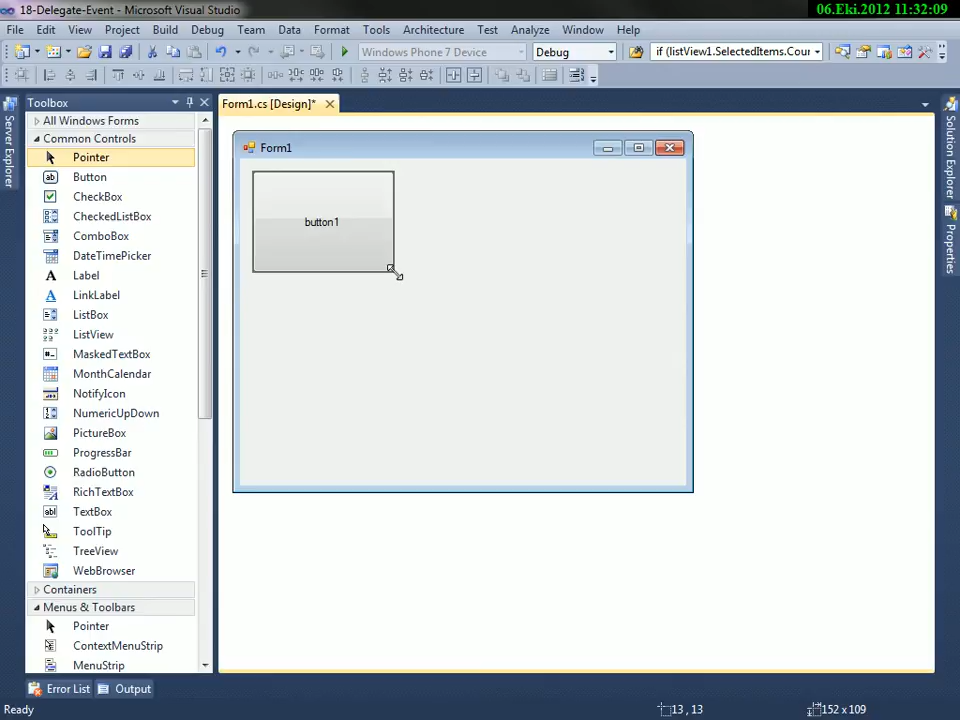 18-Delegate-Event - Microsoft Visual Studio
06.Eki.2012 11:32:09
File Edit View Project Build Debug Team Data Format Tools Architecture Test Analyze Window Help
Windows Phone 7 Device Debug if (listView1.SelectedItems.Cour
Toolbox
Form1.cs [Design]*
Server Explorer
Solution Explorer
Properties
All Windows Forms
Common Controls
Pointer
Button
CheckBox
CheckedListBox
ComboBox
DateTimePicker
Label
LinkLabel
ListBox
ListView
MaskedTextBox
MonthCalendar
NotifyIcon
NumericUpDown
PictureBox
ProgressBar
RadioButton
RichTextBox
TextBox
ToolTip
TreeView
WebBrowser
Containers
Menus & Toolbars
Pointer
ContextMenuStrip
MenuStrip
Form1
button1
Error List Output
Ready
13 , 13
152 x 109